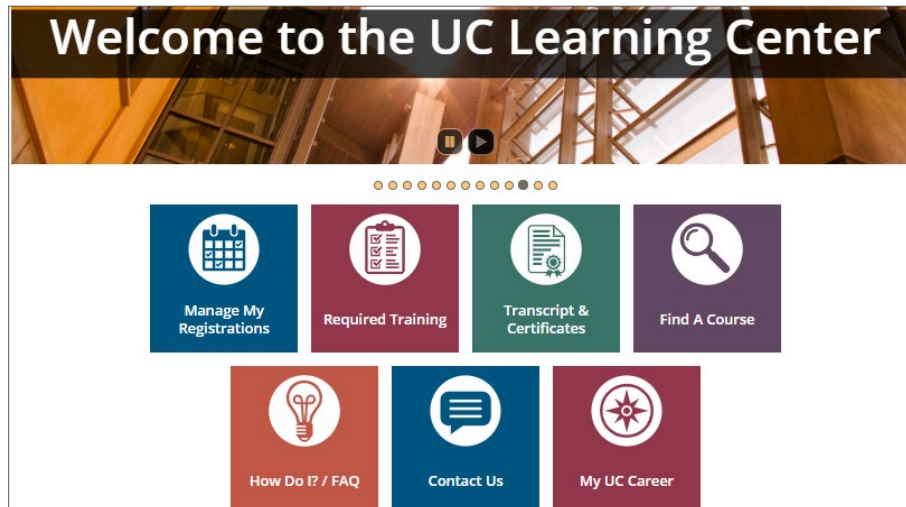 Welcome to the UC Learning Center
Manage My
Registrations
Required Training
Transcript &
Certificates
Find A Course
How Do I? / FAQ
Contact Us
My UC Career